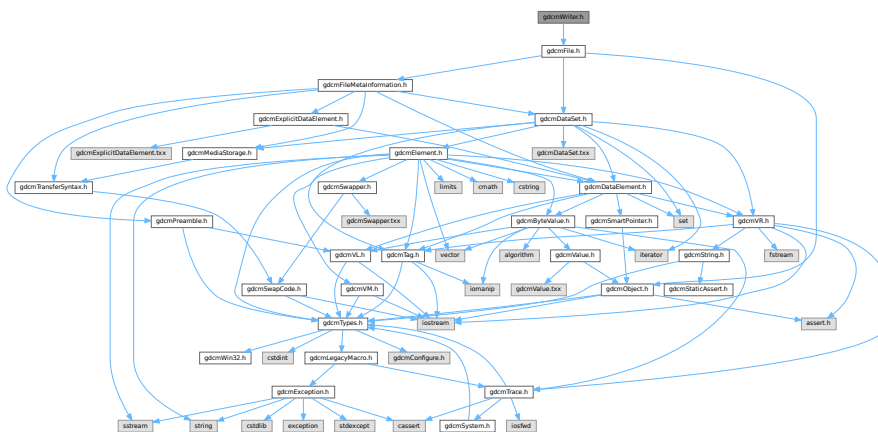 gdcmWriter.h
gdcmFile.h
gdcmFileMetaInformation.h
gdcmExplicitDataElement.h gdcmDataSet.h
gdcmExplicitDataElement.txx gdcmMediaStorage.h gdcmElement.h gdcmDataSet.txx
gdcmTransferSyntax.h gdcmSwapper.h limits cmath cstring gdcmDataElement.h
gdcmPreamble.h gdcmSwapper.txx gdcmByteValue.h gdcmSmartPointer.h set gdcmVR.h
gdcmVL.h gdcmTag.h vector algorithm gdcmValue.h iterator gdcmString.h fstream
gdcmSwapCode.h gdcmVM.h iomanip gdcmValue.txx gdcmObject.h gdcmStaticAssert.h
gdcmTypes.h iostream assert.h
gdcmWin32.h cstdint gdcmLegacyMacro.h gdcmConfigure.h
gdcmException.h gdcmTrace.h
sstream string cstdlib exception stdexcept cassert gdcmSystem.h iosfwd